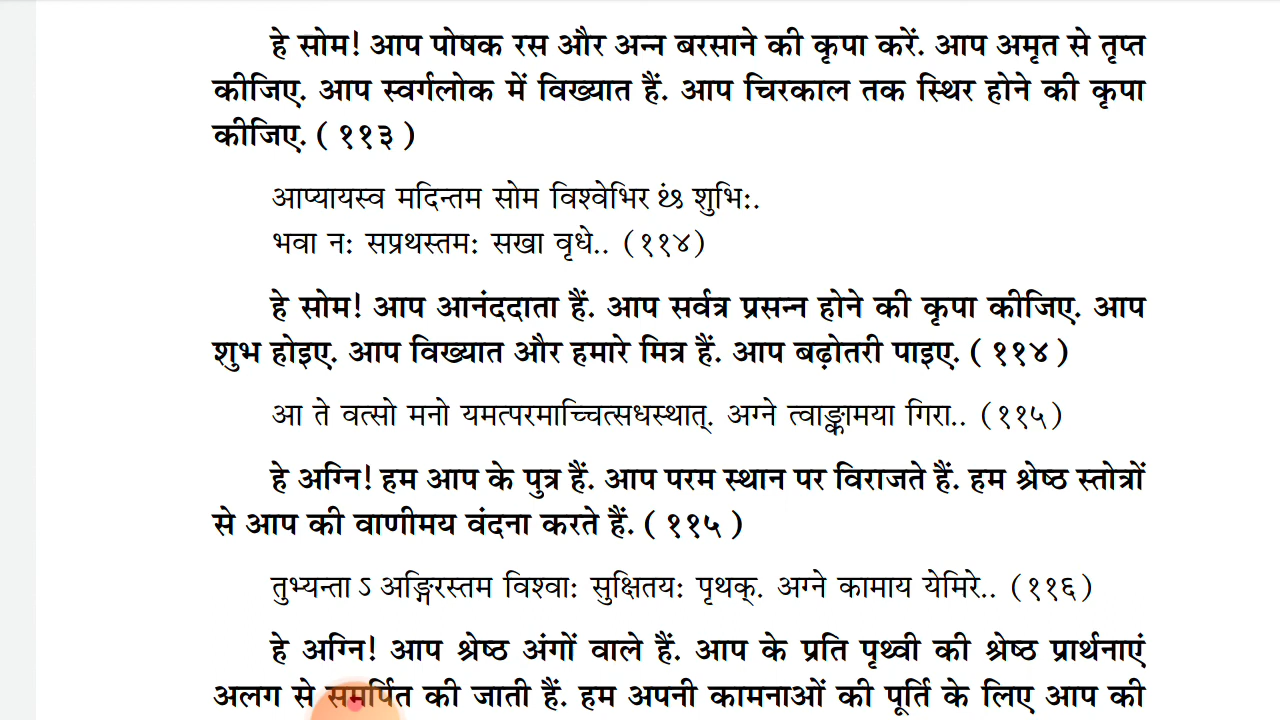 हे सोम! आप पोषक रस और अन्न बरसाने की कृपा करें. आप अमृत से तृप्त
कीजिए. आप स्वर्गलोक में विख्यात हैं. आप चिरकाल तक स्थिर होने की कृपा
कीजिए. ( ११३ )
आप्यायस्व मदिन्तम सोम विश्वेभिर ꣳ शुभिः.
भवा नः सप्रथस्तमः सखा वृधे.. (११४)
हे सोम! आप आनंददाता हैं. आप सर्वत्र प्रसन्न होने की कृपा कीजिए. आप
शुभ होइए. आप विख्यात और हमारे मित्र हैं. आप बढ़ोतरी पाइए. ( ११४ )
आ ते वत्सो मनो यमत्परमाच्चित्सधस्थात्. अग्ने त्वाङ्कामया गिरा.. (११५)
हे अग्नि! हम आप के पुत्र हैं. आप परम स्थान पर विराजते हैं. हम श्रेष्ठ स्तोत्रों
से आप की वाणीमय वंदना करते हैं. ( ११५ )
तुभ्यन्ता ऽ अङ्गिरस्तम विश्वाः सुक्षितयः पृथक्. अग्ने कामाय येमिरे.. (११६)
हे अग्नि! आप श्रेष्ठ अंगों वाले हैं. आप के प्रति पृथ्वी की श्रेष्ठ प्रार्थनाएं
अलग से समर्पित की जाती हैं. हम अपनी कामनाओं की पूर्ति के लिए आप की